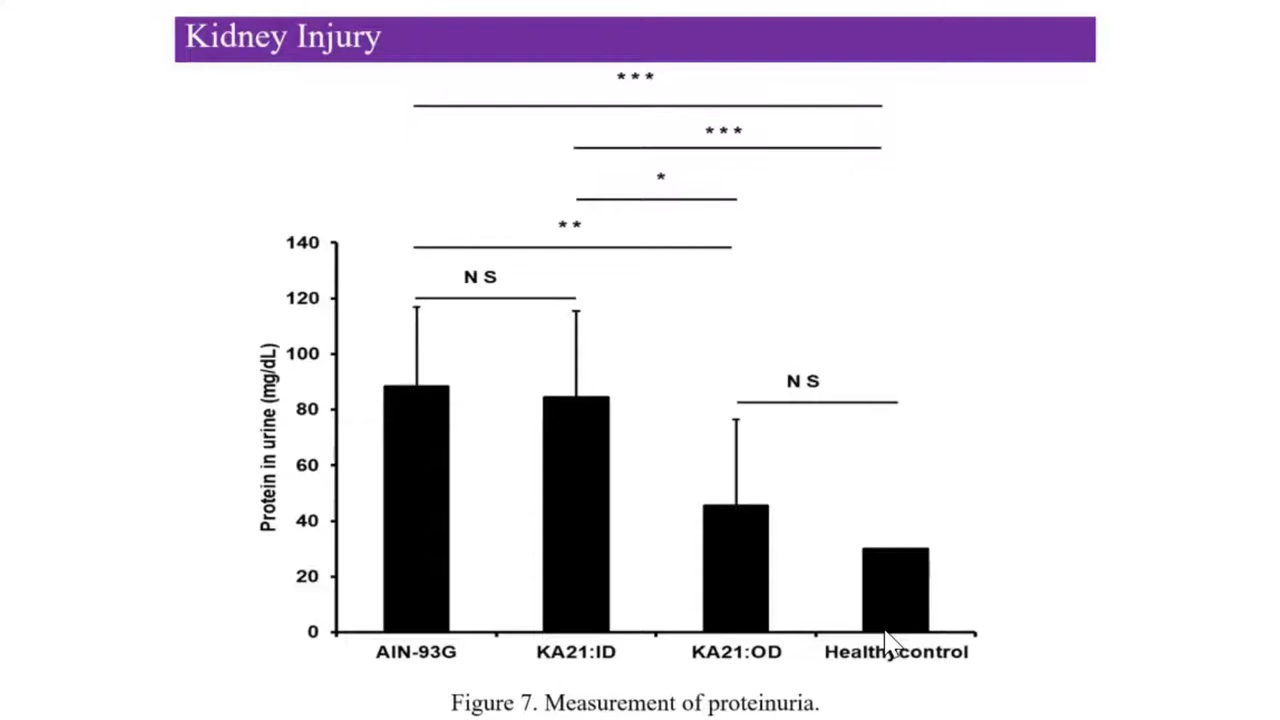 Kidney Injury
***
***
*
**
N S
N S
140
120
100
80
60
40
20
0
Protein in urine (mg/dL)
AIN-93G KA21:ID KA21:OD Healthy control
Figure 7. Measurement of proteinuria.